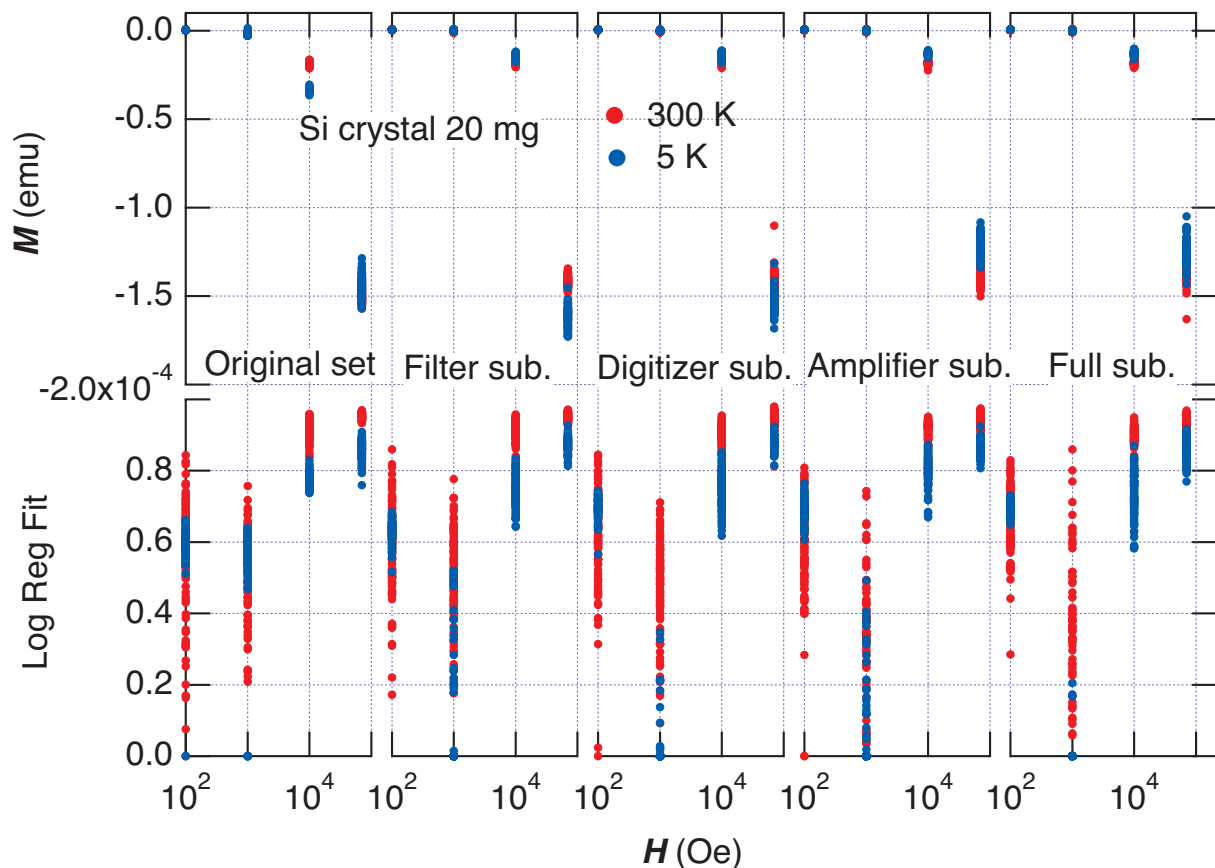 0.0
-0.5
-1.0
-1.5
-2.0x10-4
M (emu)
Si crystal 20 mg
300 K
5 K
Original set
Filter sub.
Digitizer sub.
Amplifier sub.
Full sub.
0.8
0.6
0.4
0.2
0.0
Log Reg Fit
102 104 102 104 102 104 102 104 102 104
H (Oe)